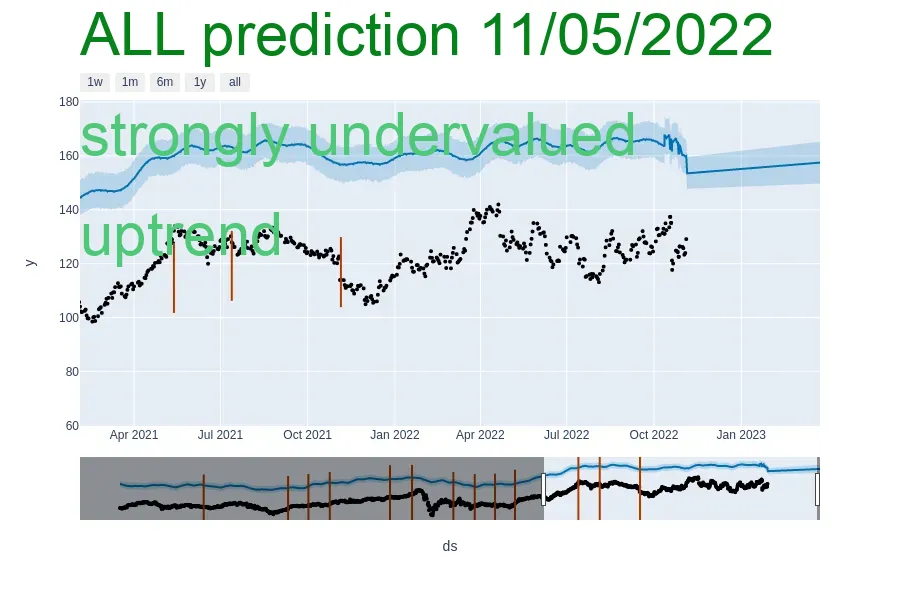 ALL prediction 11/05/2022
1w 1m 6m 1y all
strongly undervalued
uptrend
180
160
140
120
100
80
60
y
Apr 2021 Jul 2021 Oct 2021 Jan 2022 Apr 2022 Jul 2022 Oct 2022 Jan 2023
ds